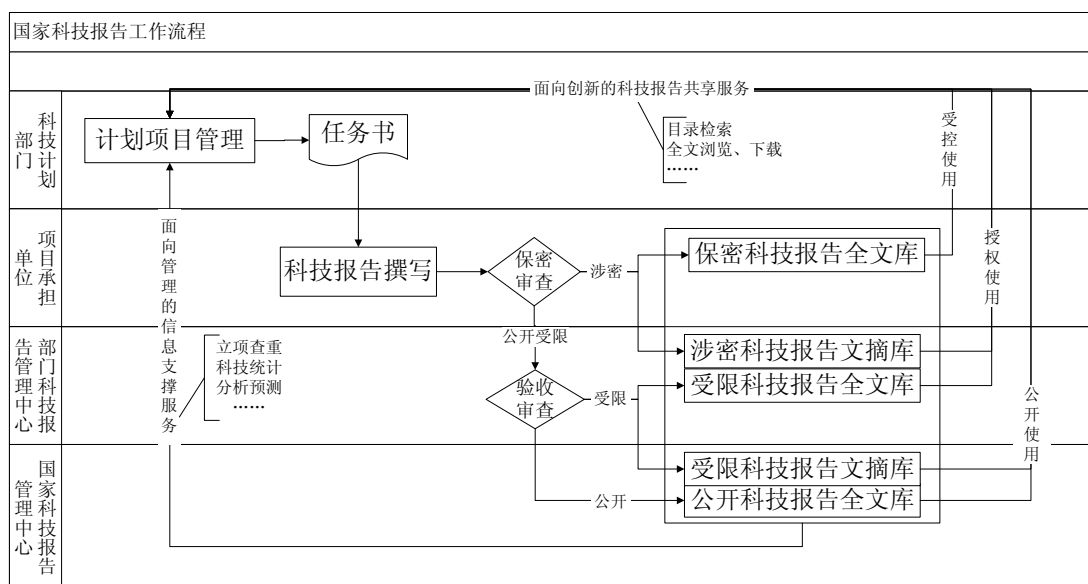 国家科技报告工作流程
面向创新的科技报告共享服务
科技计划
部门
计划项目管理
任务书
目录检索
全文浏览、下载
……
受控使用
项目承担
单位
面向管理的信息支撑服务
科技报告撰写
保密
审查
涉密
保密科技报告全文库
授权使用
公开受限
部门科技报
告管理中心
立项查重
科技统计
分析预测
……
验收
审查
受限
涉密科技报告文摘库
受限科技报告全文库
公开使用
国家科技报告
管理中心
公开
受限科技报告文摘库
公开科技报告全文库